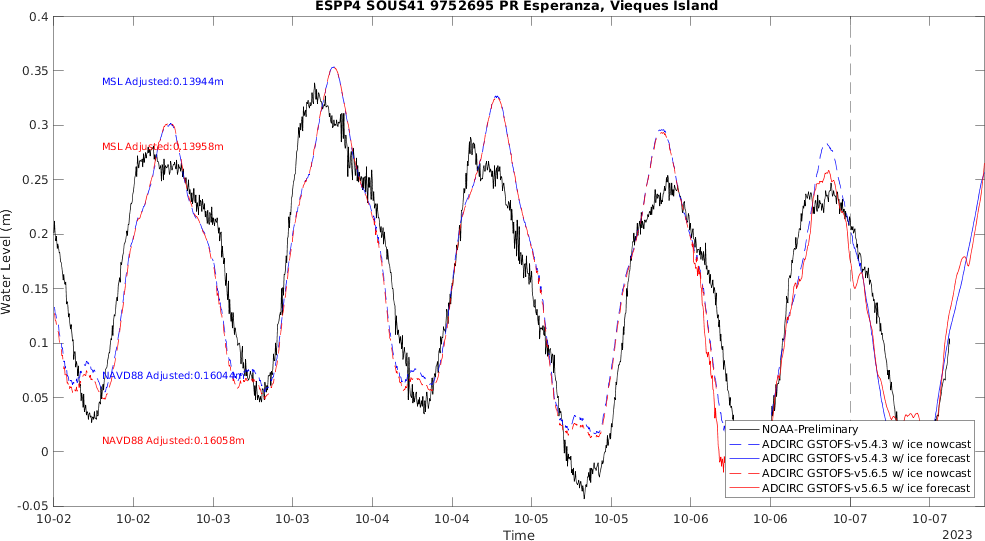 ESPP4 SOUS41 9752695 PR Esperanza, Vieques Island
0.4
0.35
0.3
0.25
0.2
0.15
0.1
0.05
0
-0.05
Water Level (m)
MSL Adjusted:0.13944m
MSL Adjusted:0.13958m
NAVD88 Adjusted:0.16044m
NAVD88 Adjusted:0.16058m
NOAA-Preliminary
ADCIRC GSTOFS-v5.4.3 w/ ice nowcast
ADCIRC GSTOFS-v5.4.3 w/ ice forecast
ADCIRC GSTOFS-v5.6.5 w/ ice nowcast
ADCIRC GSTOFS-v5.6.5 w/ ice forecast
10-02 10-02 10-03 10-03 10-04 10-04 10-05 10-05 10-06 10-06 10-07 10-07
2023
Time